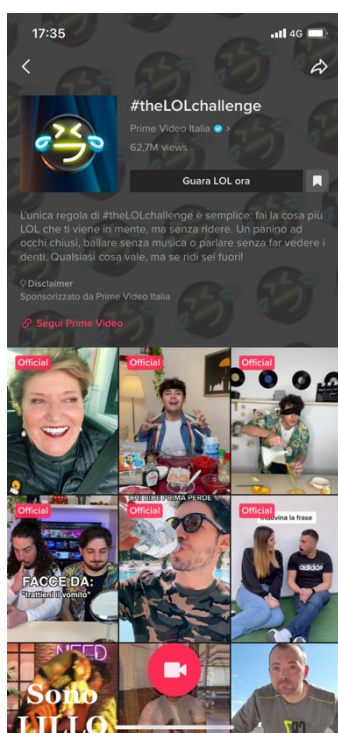 17:35
4G
#theLOLchallenge
Prime Video Italia
62,7M views
Guara LOL ora
L'unica regola di #theLOLchallenge è semplice: fai la cosa più
LOL che ti viene in mente, ma senza ridere. Un panino ad
occhi chiusi, ballare senza musica o parlare senza far vedere i
denti. Qualsiasi cosa vale, ma se ridi sei fuori!
Disclaimer
Sponsorizzato da Prime Video Italia
Segui Prime Video
Official
Official
Official
CHI RIDE PRIMA PERDE
Official
Official
Official
Indovina la frase
FACCE DA:
"trattieni il vomito"
adidas
NEED
Sono
LILLO